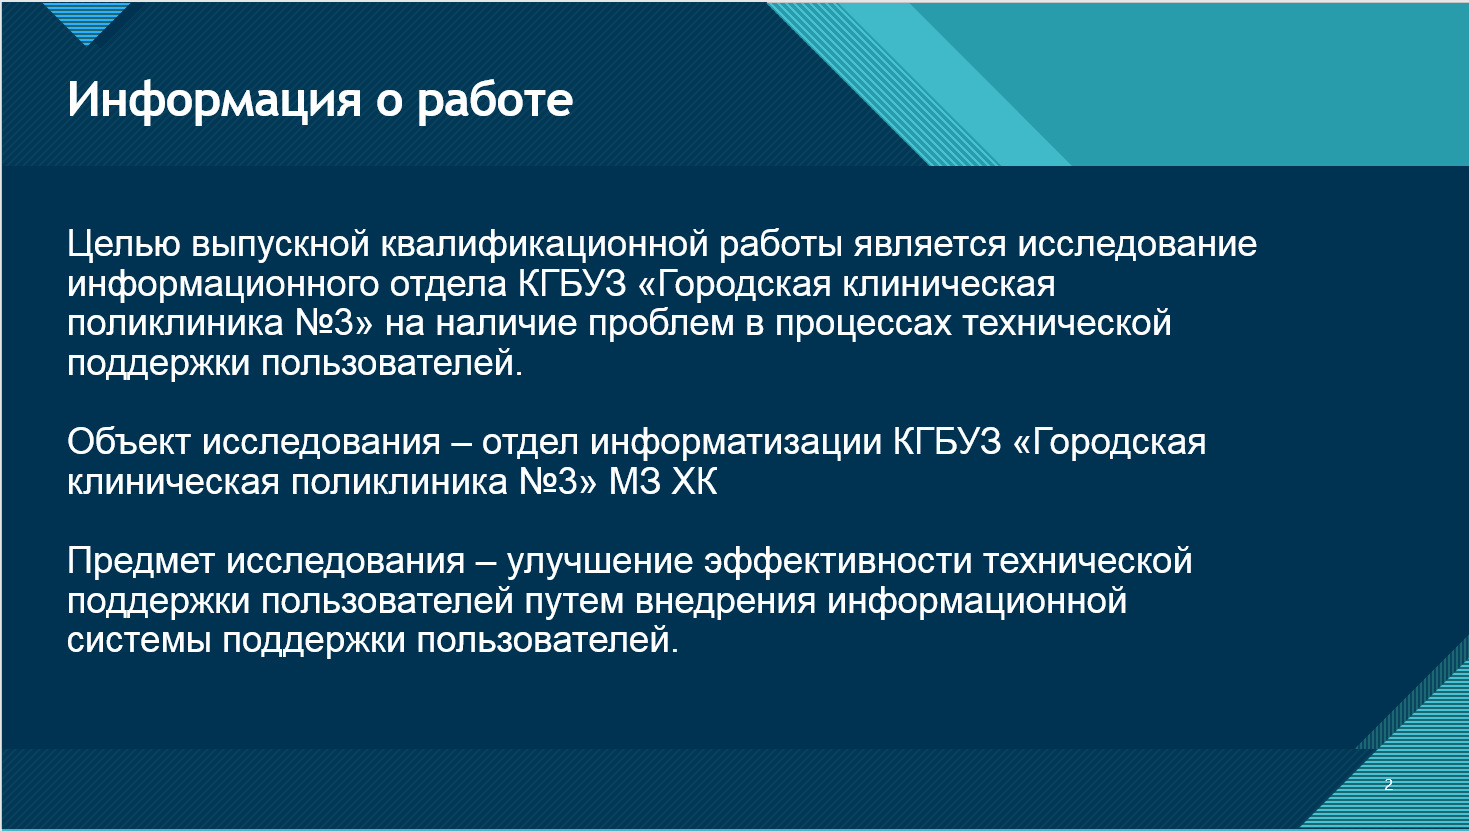 Информация о работе
Целью выпускной квалификационной работы является исследование
информационного отдела КГБУЗ «Городская клиническая
поликлиника №3» на наличие проблем в процессах технической
поддержки пользователей.
Объект исследования – отдел информатизации КГБУЗ «Городская
клиническая поликлиника №3» МЗ ХК
Предмет исследования – улучшение эффективности технической
поддержки пользователей путем внедрения информационной
системы поддержки пользователей.
2